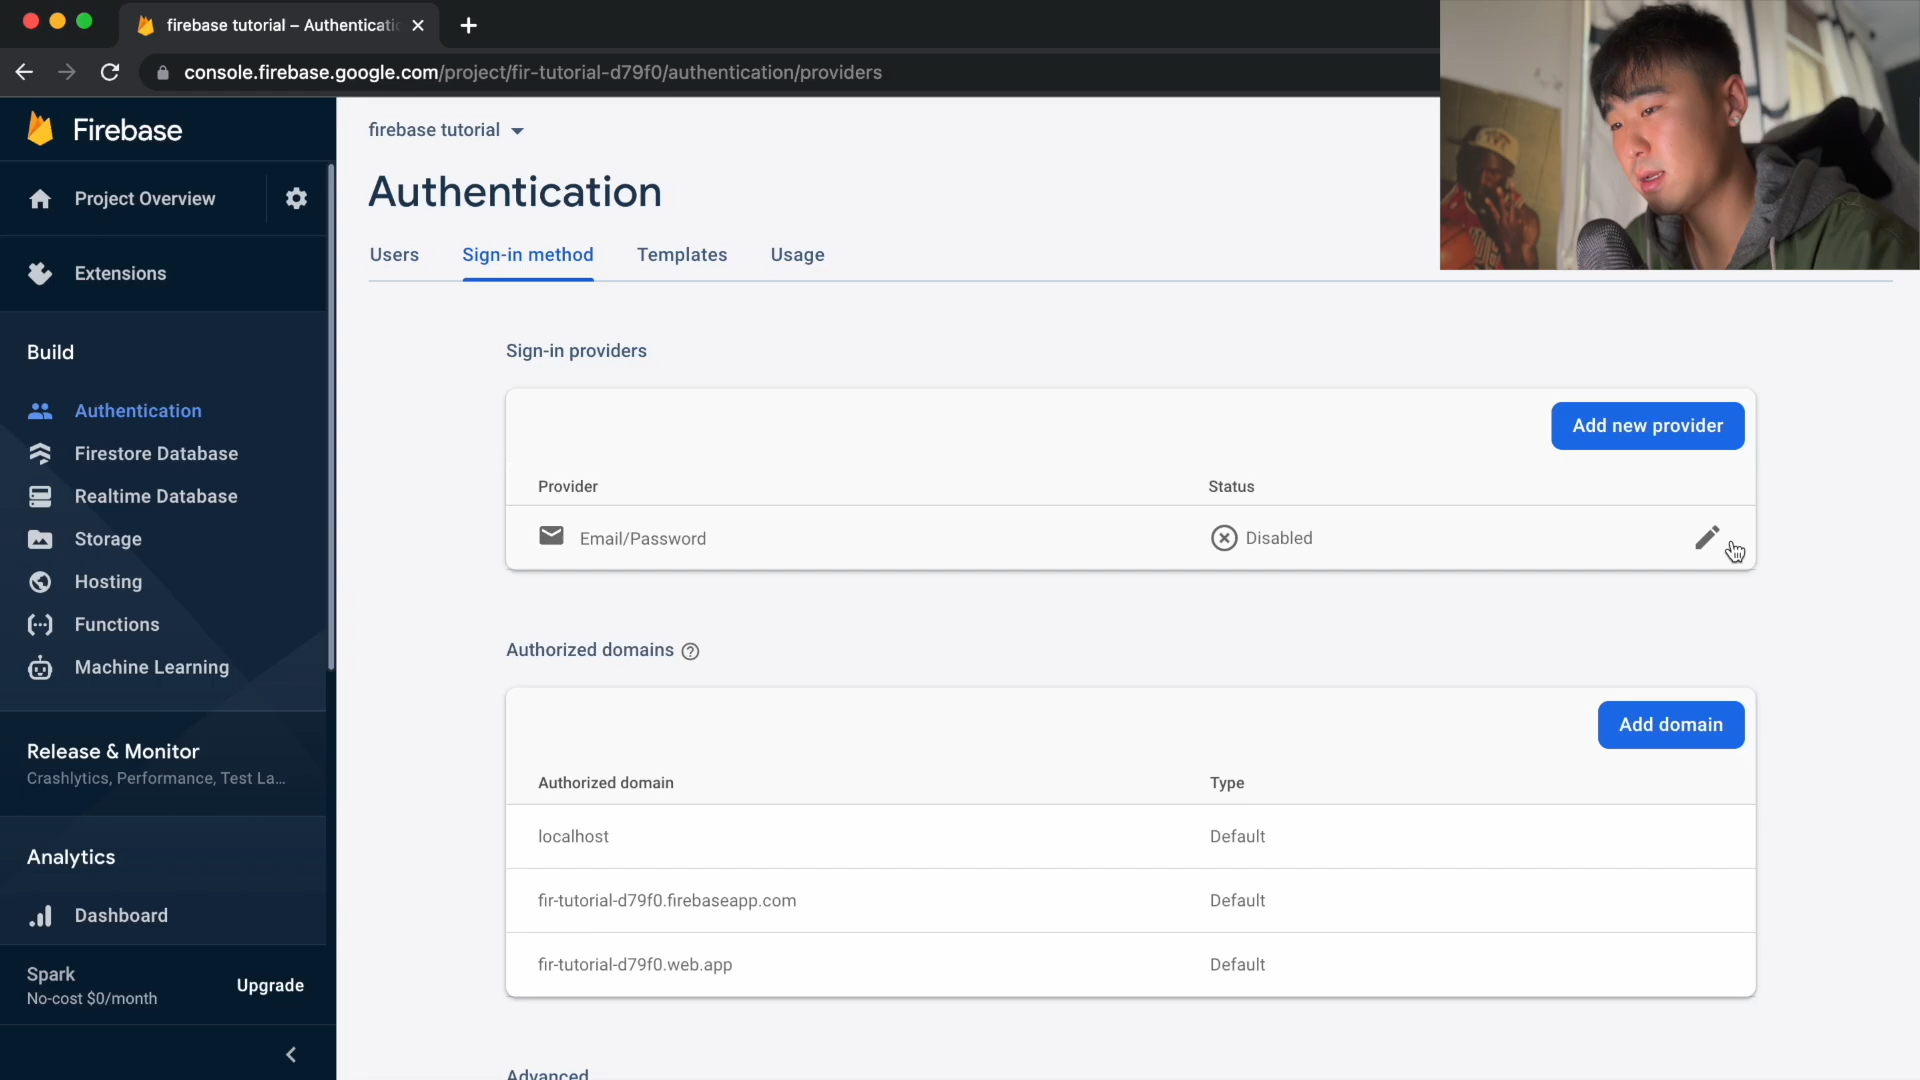 firebase tutorial – Authenticati
console.firebase.google.com/project/fir-tutorial-d79f0/authentication/providers
Firebase
Project Overview
Extensions
Build
Authentication
Firestore Database
Realtime Database
Storage
Hosting
Functions
Machine Learning
Release & Monitor
Crashlytics, Performance, Test La...
Analytics
Dashboard
Spark
No-cost $0/month
Upgrade
firebase tutorial
Authentication
Users Sign-in method Templates Usage
Sign-in providers
Add new provider
Provider Status
Email/Password Disabled
Authorized domains
Add domain
Authorized domain Type
localhost Default
fir-tutorial-d79f0.firebaseapp.com Default
fir-tutorial-d79f0.web.app Default
Advanced